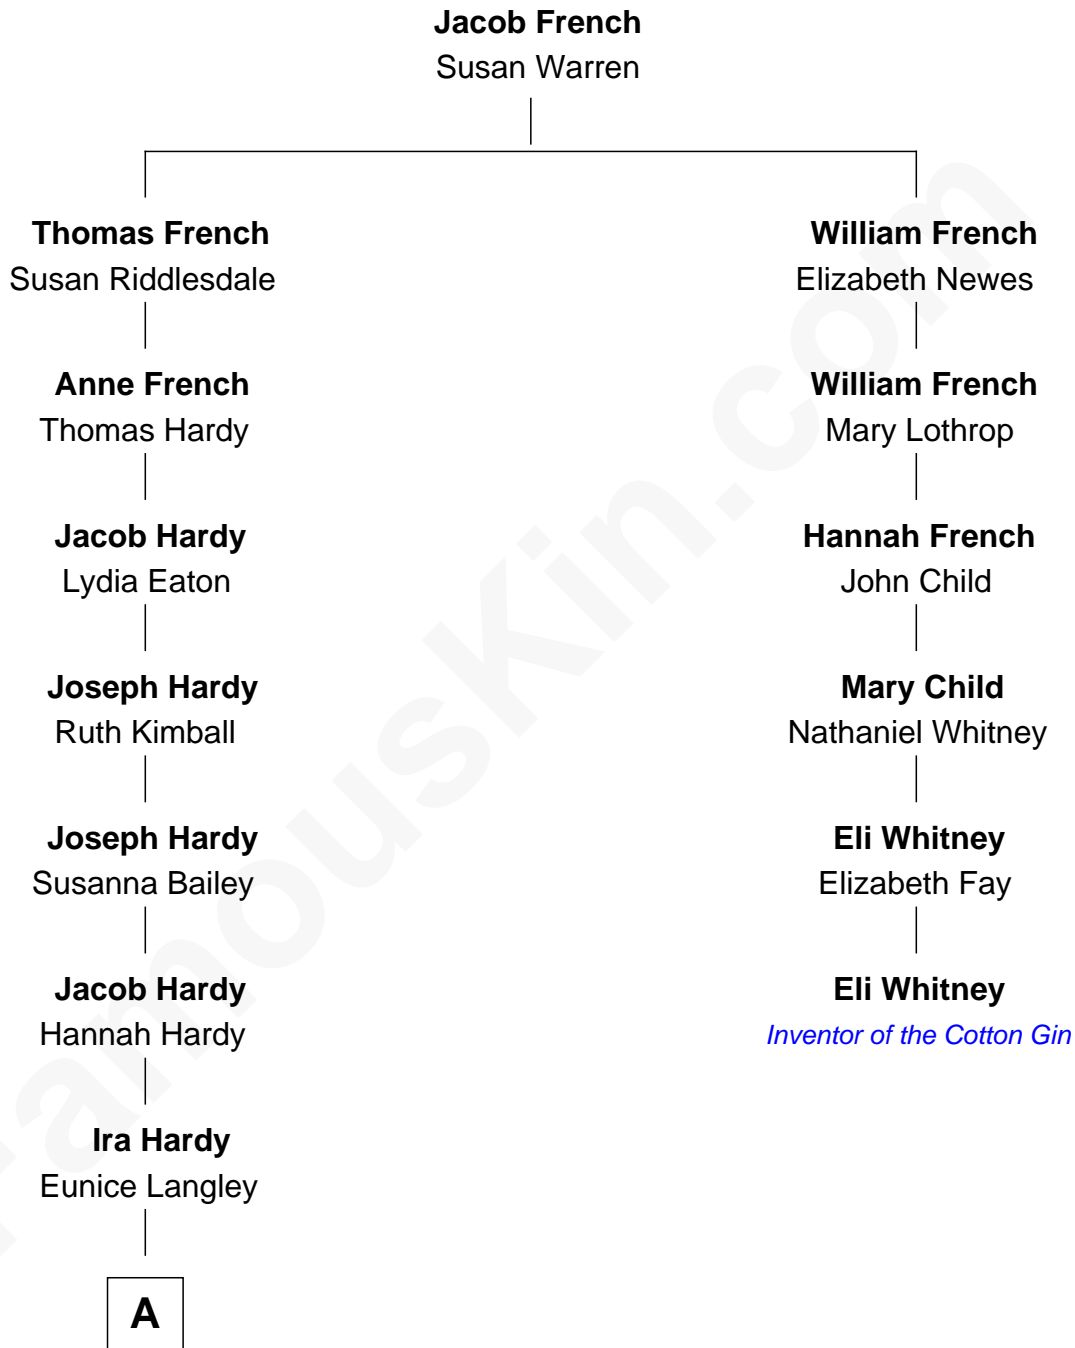 Jacob French
Susan Warren
Thomas French
Susan Riddlesdale
William French
Elizabeth Newes
Anne French
Thomas Hardy
William French
Mary Lothrop
Jacob Hardy
Lydia Eaton
Hannah French
John Child
Joseph Hardy
Ruth Kimball
Mary Child
Nathaniel Whitney
Joseph Hardy
Susanna Bailey
Eli Whitney
Elizabeth Fay
Jacob Hardy
Hannah Hardy
Eli Whitney
Inventor of the Cotton Gin
Ira Hardy
Eunice Langley
A
FamousKin.com